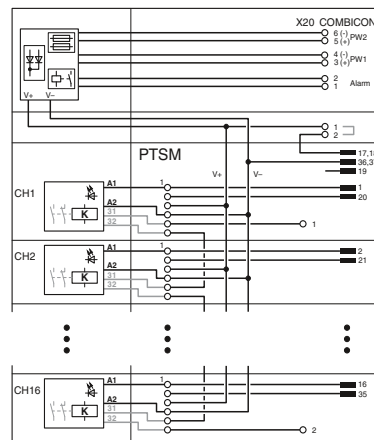 X20 COMBICON
6 (-)
5 (+) PW2
4 (-)
3 (+) PW1
2
1 Alarm
V+ V−
1
2
PTSM
V+ V−
36,3
19
CH1 A1 1 1
K A2 20
31
32 1
CH2 A1 1 2
K A2 21
31
32
CH16 A1 1 16
K A2 35
31
32 2